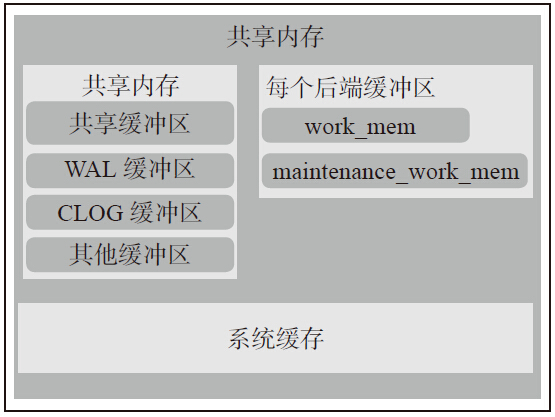 共享内存
共享内存
共享缓冲区
WAL 缓冲区
CLOG 缓冲区
其他缓冲区
每个后端缓冲区
work_mem
maintenance_work_mem
系统缓存